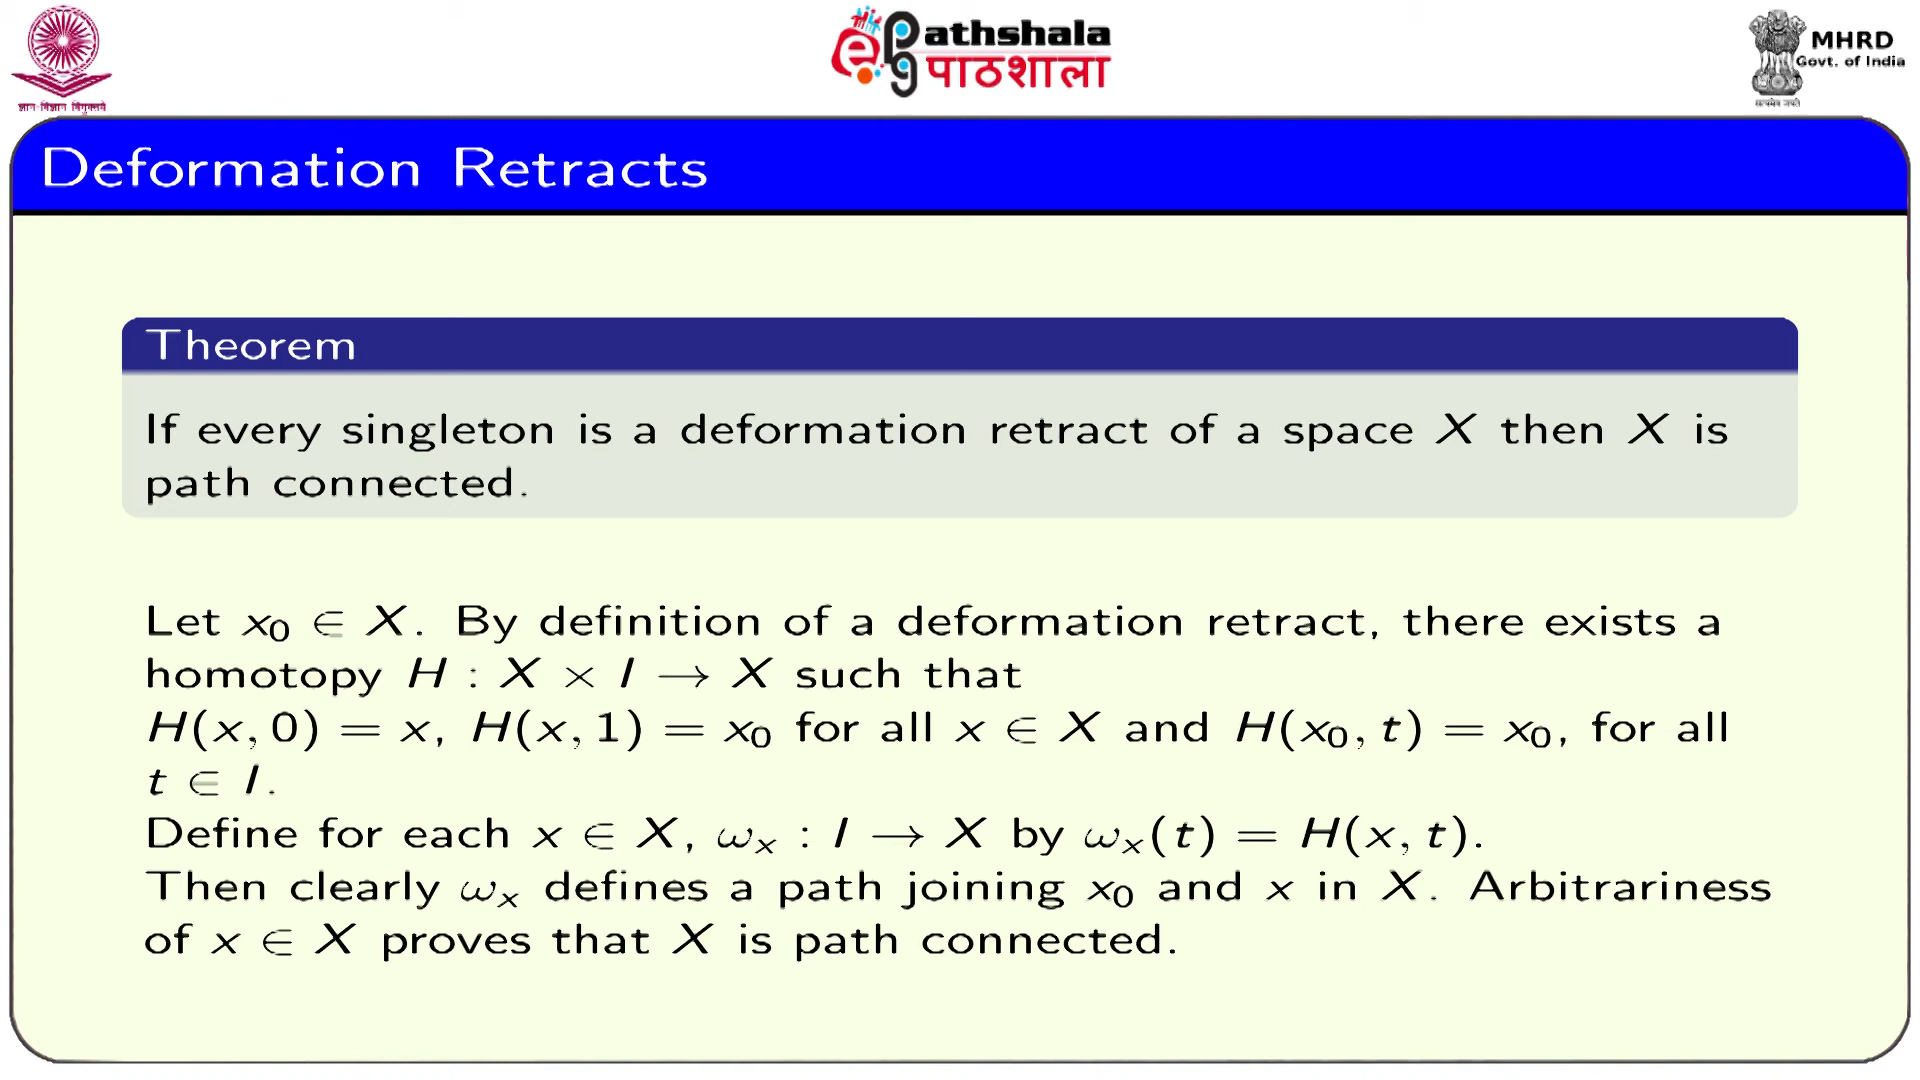 ज्ञान-विज्ञान विमुक्तये
ePathshala
पाठशाला
MHRD
Govt. of India
Deformation Retracts
Theorem
If every singleton is a deformation retract of a space X then X is
path connected.
Let x₀ ∈ X. By definition of a deformation retract, there exists a
homotopy H : X × I → X such that
H(x, 0) = x, H(x, 1) = x₀ for all x ∈ X and H(x₀, t) = x₀, for all
t ∈ I.
Define for each x ∈ X, ωₓ : I → X by ωₓ(t) = H(x, t).
Then clearly ωₓ defines a path joining x₀ and x in X. Arbitrariness
of x ∈ X proves that X is path connected.